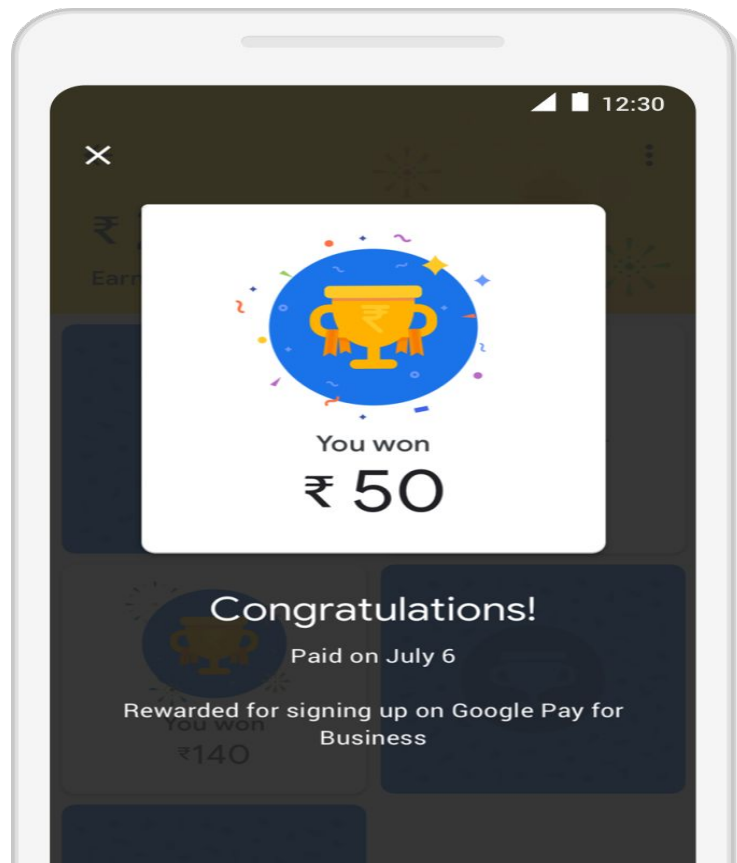 12:30
₹
Earn
You won
₹ 50
Congratulations!
Paid on July 6
Rewarded for signing up on Google Pay for
Business
You won
₹140